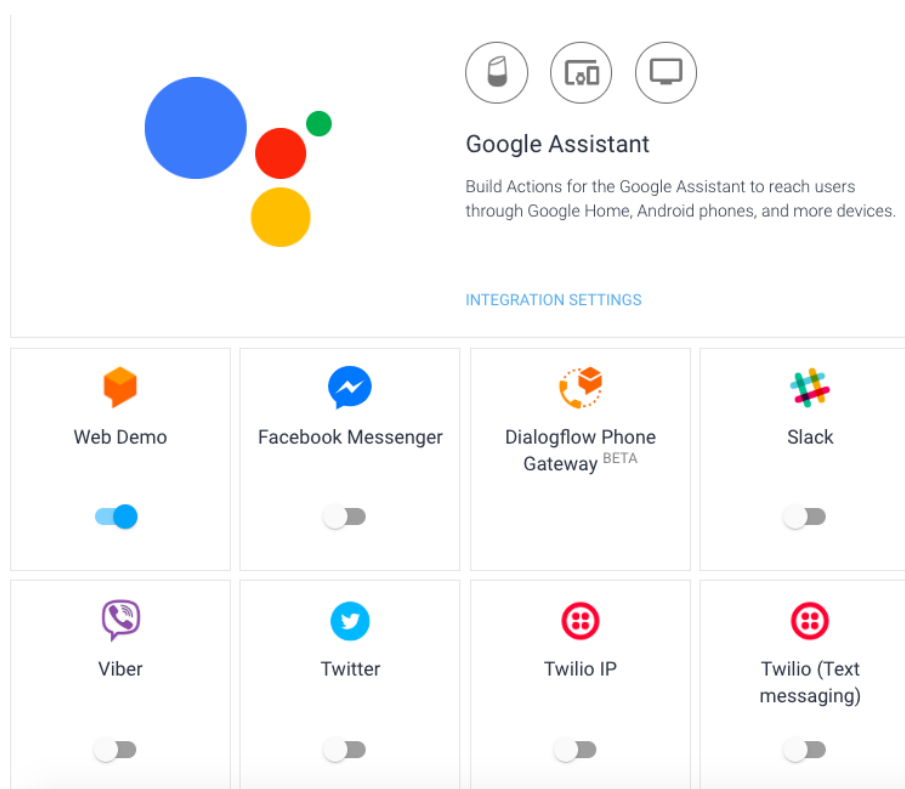 Google Assistant
Build Actions for the Google Assistant to reach users
through Google Home, Android phones, and more devices.
INTEGRATION SETTINGS
Web Demo
Facebook Messenger
Dialogflow Phone
Gateway BETA
Slack
Viber
Twitter
Twilio IP
Twilio (Text
messaging)